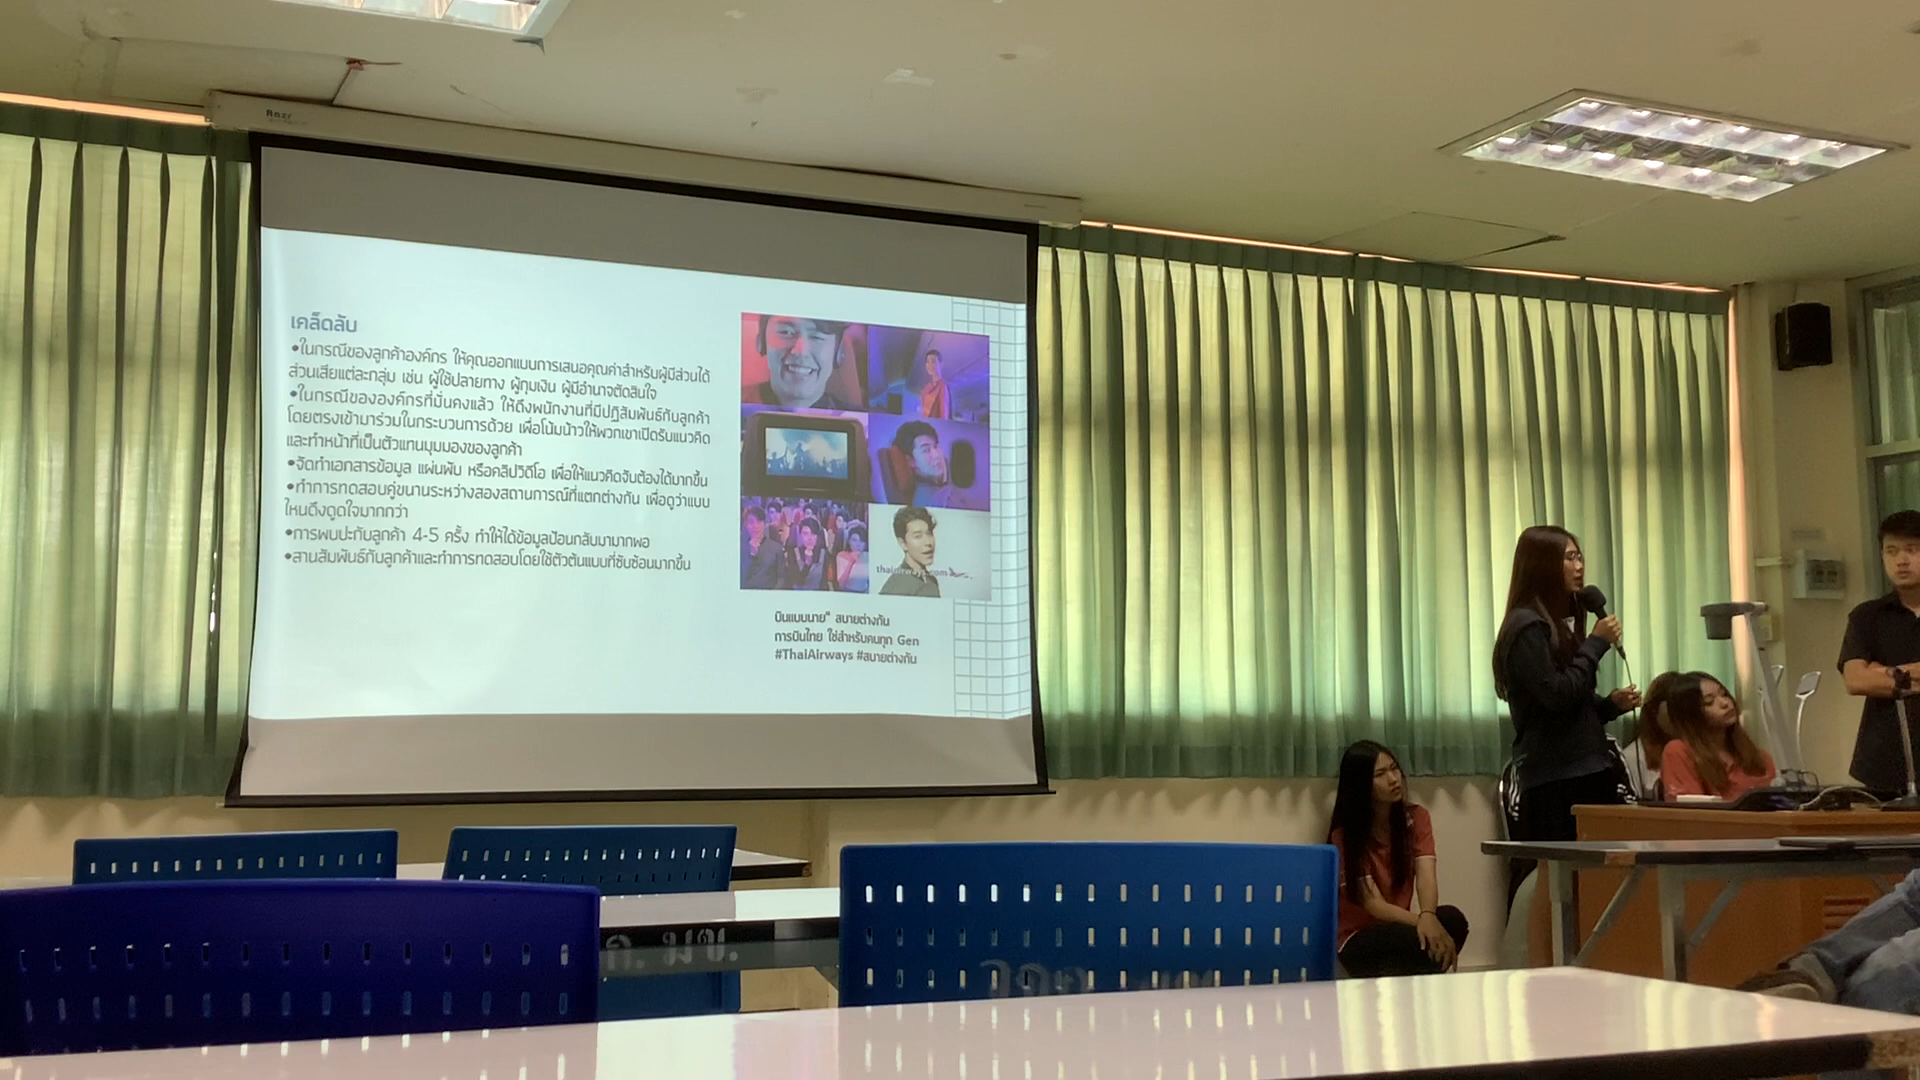 เคล็ดลับ
•ในกรณีของลูกค้าองค์กร ให้คุณออกแบบการเสนอคุณค่าสำหรับผู้มีส่วนได้
ส่วนเสียแต่ละกลุ่ม เช่น ผู้ใช้ปลายทาง ผู้กุมเงิน ผู้มีอำนาจตัดสินใจ
•ในกรณีขององค์กรที่มั่นคงแล้ว ให้ดึงพนักงานที่มีปฏิสัมพันธ์กับลูกค้า
โดยตรงเข้ามาร่วมในกระบวนการด้วย เพื่อโน้มน้าวให้พวกเขาเปิดรับแนวคิด
และทำหน้าที่เป็นตัวแทนมุมมองของลูกค้า
•จัดทำเอกสารข้อมูล แผ่นพับ หรือคลิปวิดีโอ เพื่อให้แนวคิดจับต้องได้มากขึ้น
•ทำการทดสอบคู่ขนานระหว่างสองสถานการณ์ที่แตกต่างกัน เพื่อดูว่าแบบ
ไหนดึงดูดใจมากกว่า
•การพบปะกับลูกค้า 4-5 ครั้ง ทำให้ได้ข้อมูลป้อนกลับมามากพอ
•สานสัมพันธ์กับลูกค้าและทำการทดสอบโดยใช้ตัวต้นแบบที่ซับซ้อนมากขึ้น
thaiairways.com
บินแบบนาย" สบายต่างกัน
การบินไทย ใช่สำหรับคนทุก Gen
#ThaiAirways #สบายต่างกัน